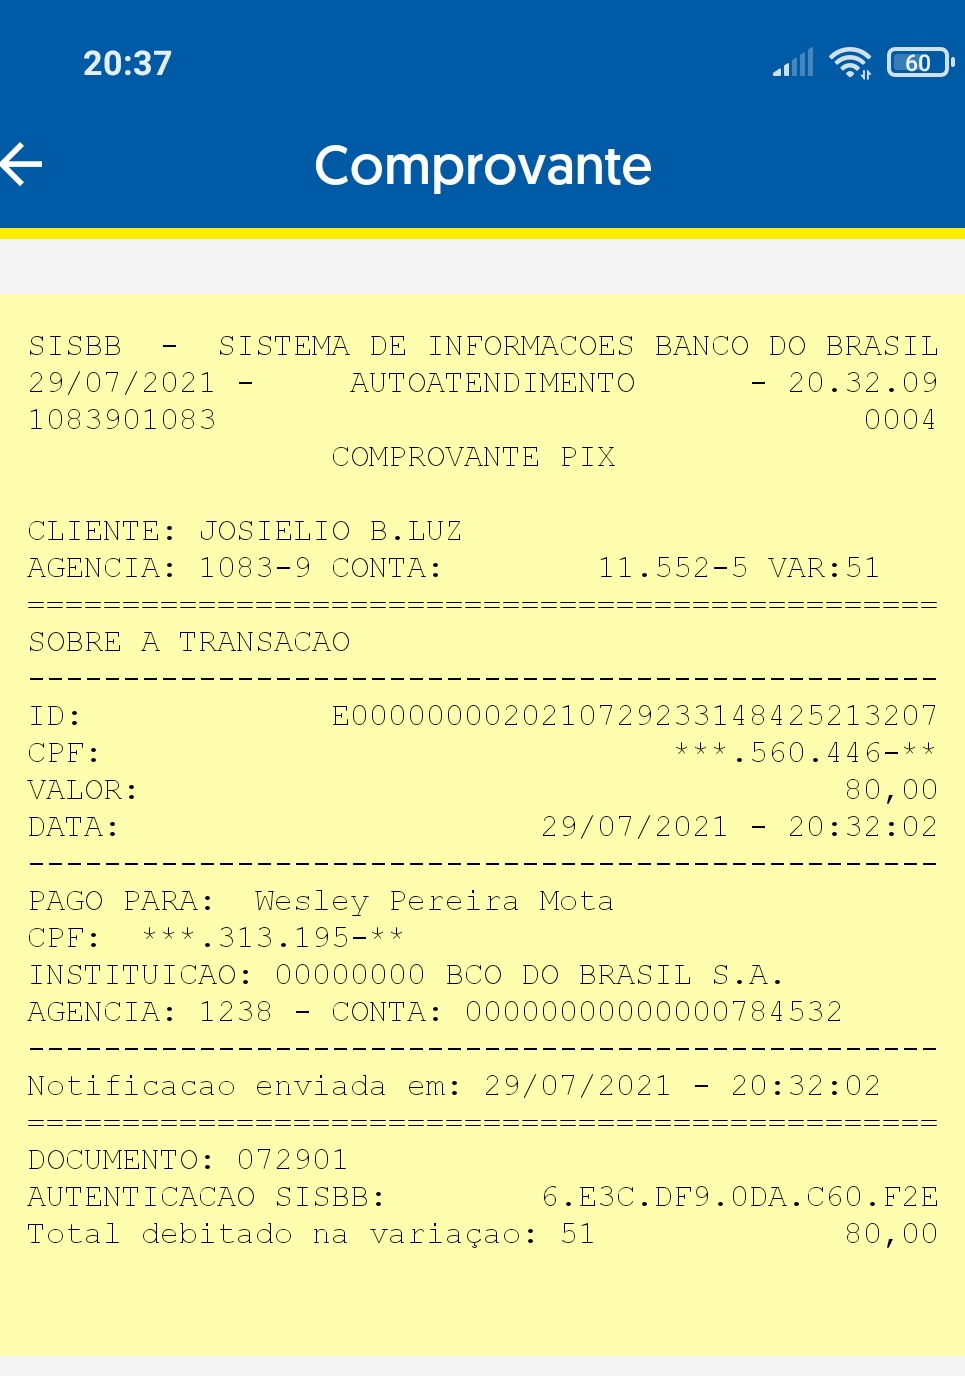 20:37
60
Comprovante
SISBB - SISTEMA DE INFORMACOES BANCO DO BRASIL
29/07/2021 - AUTOATENDIMENTO - 20.32.09
1083901083 0004
COMPROVANTE PIX
CLIENTE: JOSIELIO B.LUZ
AGENCIA: 1083-9 CONTA: 11.552-5 VAR:51
================================================
SOBRE A TRANSACAO
------------------------------------------------
ID: E0000000020210729233148425213207
CPF: ***.560.446-**
VALOR: 80,00
DATA: 29/07/2021 - 20:32:02
------------------------------------------------
PAGO PARA: Wesley Pereira Mota
CPF: ***.313.195-**
INSTITUICAO: 00000000 BCO DO BRASIL S.A.
AGENCIA: 1238 - CONTA: 00000000000000784532
------------------------------------------------
Notificacao enviada em: 29/07/2021 - 20:32:02
================================================
DOCUMENTO: 072901
AUTENTICACAO SISBB: 6.E3C.DF9.0DA.C60.F2E
Total debitado na variaçao: 51 80,00